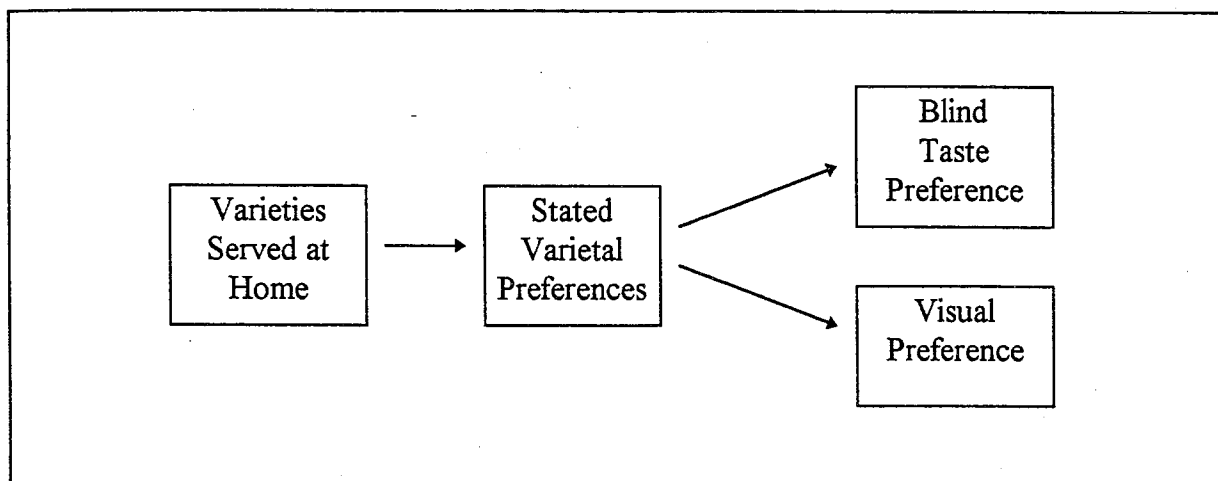 Varieties
Served at
Home
Stated
Varietal
Preferences
Blind
Taste
Preference
Visual
Preference